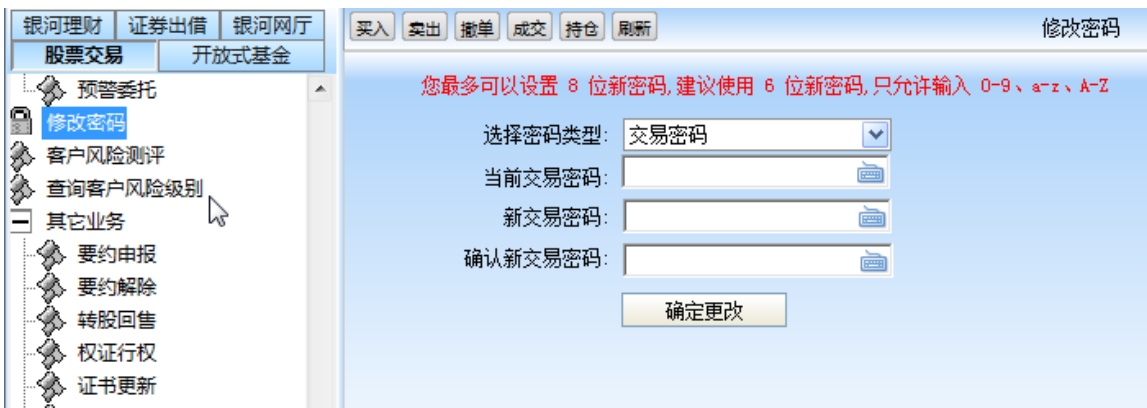 银河理财 证券出借 银河网厅
股票交易 开放式基金
预警委托
修改密码
客户风险测评
查询客户风险级别
其它业务
要约申报
要约解除
转股回售
权证行权
证书更新
买入 卖出 撤单 成交 持仓 刷新 修改密码
您最多可以设置 8 位新密码,建议使用 6 位新密码,只允许输入 0-9、a-z、A-Z
选择密码类型: 交易密码
当前交易密码:
新交易密码:
确认新交易密码:
确定更改